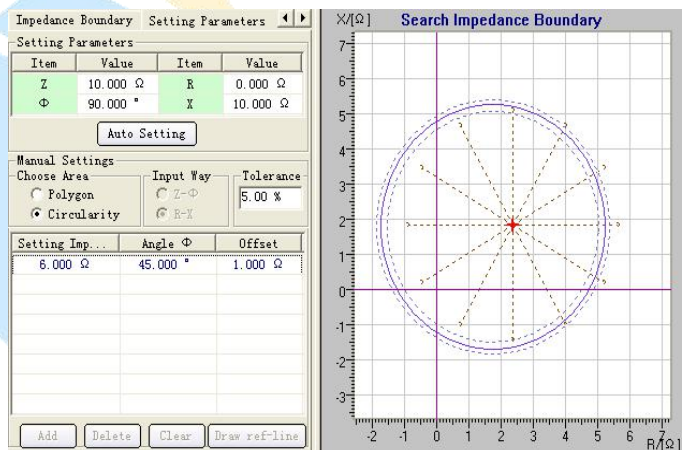 Impedance Boundary Setting Parameters
Setting Parameters
Item Value Item Value
Z 10.000 Ω R 0.000 Ω
Φ 90.000 ° X 10.000 Ω
Auto Setting
Manual Settings
Choose Area Input Way Tolerance
Polygon Z-Φ 5.00 %
Circularity R-X
Setting Imp... Angle Φ Offset
6.000 Ω 45.000 ° 1.000 Ω
Add Delete Clear Draw ref-line
X/[Ω] Search Impedance Boundary
7
6
5
4
3
2
1
0
-1
-2
-3
-2 -1 0 1 2 3 4 5 6 7
R/[Ω]